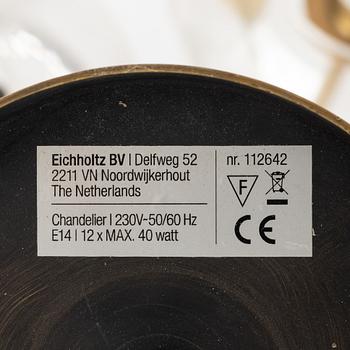 Eichholtz BV | Delfweg 52
2211 VN Noordwijkerhout
The Netherlands
Chandelier | 230V~50/60 Hz
E14 | 12 x MAX. 40 watt
nr. 112642
F
CE